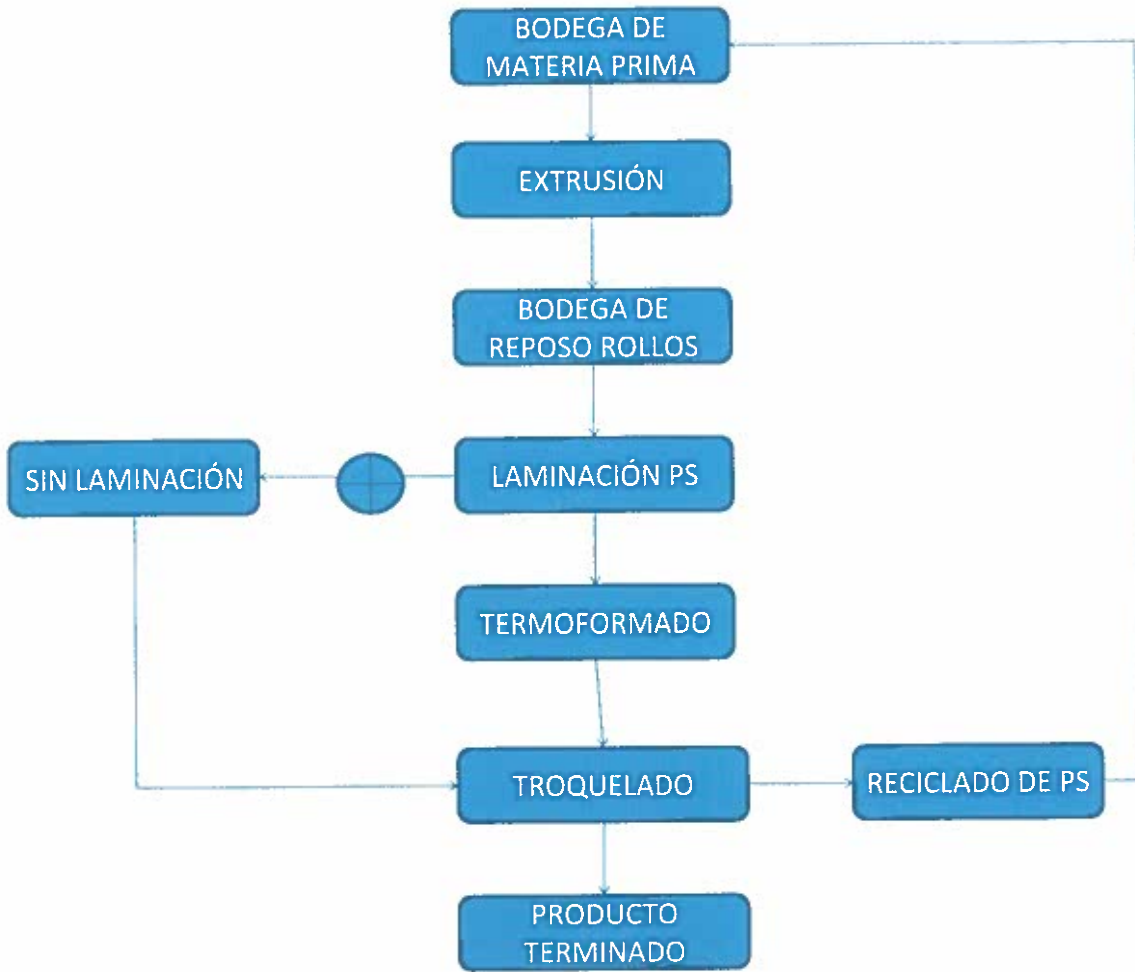 BODEGA DE
MATERIA PRIMA
EXTRUSIÓN
BODEGA DE
REPOSO ROLLOS
SIN LAMINACIÓN
LAMINACIÓN PS
TERMOFORMADO
TROQUELADO
RECICLADO DE PS
PRODUCTO
TERMINADO